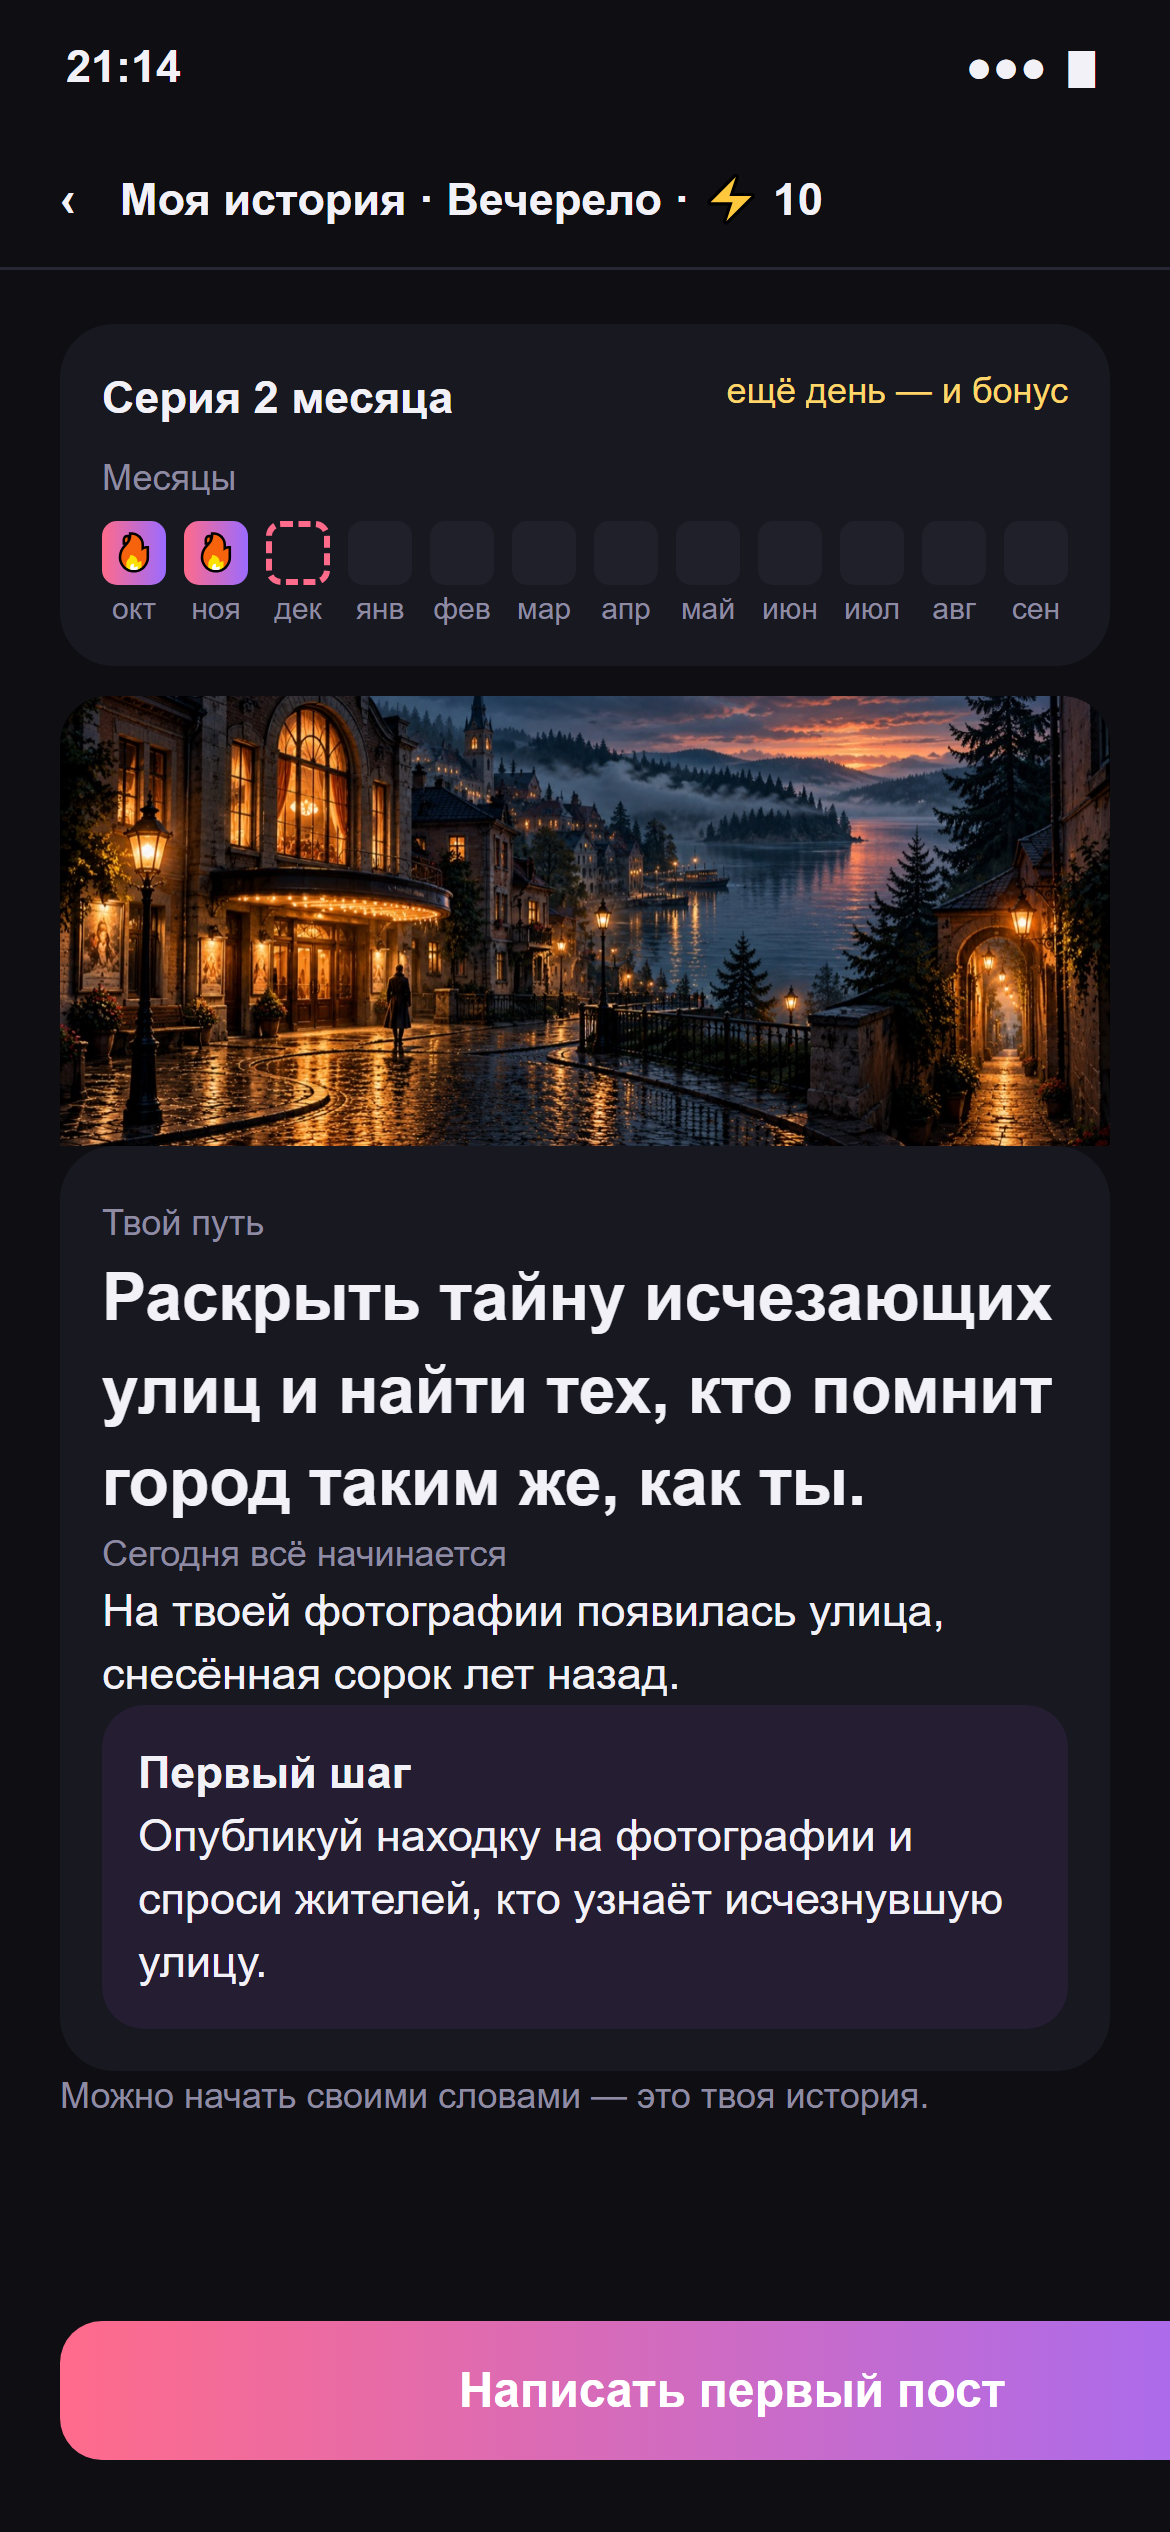 21:14
‹ Моя история · Вечерело · ⚡ 10
Серия 2 месяца
ещё день — и бонус
Месяцы
окт ноя дек янв фев мар апр май июн июл авг сен
Твой путь
Раскрыть тайну исчезающих
улиц и найти тех, кто помнит
город таким же, как ты.
Сегодня всё начинается
На твоей фотографии появилась улица,
снесённая сорок лет назад.
Первый шаг
Опубликуй находку на фотографии и
спроси жителей, кто узнаёт исчезнувшую
улицу.
Можно начать своими словами — это твоя история.
Написать первый пост